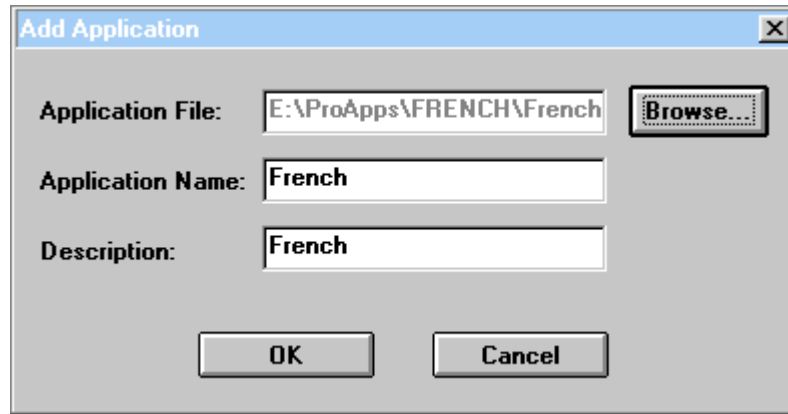 Add Application
Application File: E:\ProApps\FRENCH\French Browse...
Application Name: French
Description: French
OK Cancel